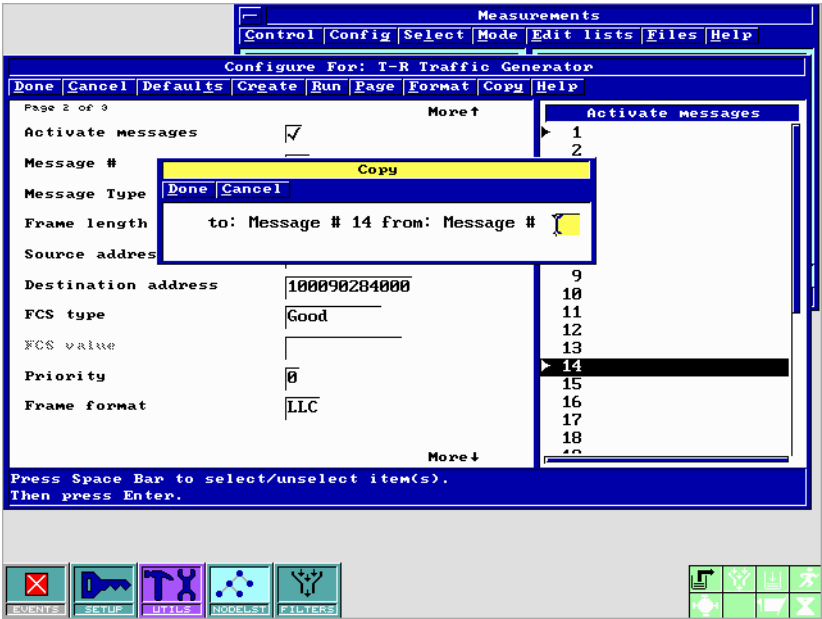 Measurements
Control Config Select Mode Edit lists Files Help
Configure For: T-R Traffic Generator
Done Cancel Defaults Create Run Page Format Copy Help
Page 2 of 3
More↑
Activate messages ✓
Message #
Message Type
Frame length
Source addres
Destination address 100090284000
FCS type Good
FCS value
Priority 0
Frame format LLC
More↓
Activate messages
1
2
9
10
11
12
13
14
15
16
17
18
Copy
Done Cancel
to: Message # 14 from: Message #
Press Space Bar to select/unselect item(s).
Then press Enter.
EVENTS SETUP UTILS NODELST FILTERS